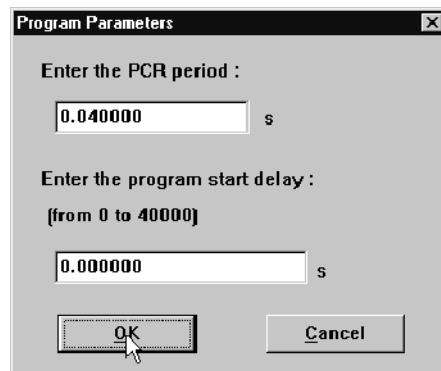 Program Parameters
Enter the PCR period :
0.040000 s
Enter the program start delay :
(from 0 to 40000)
0.000000 s
OK Cancel